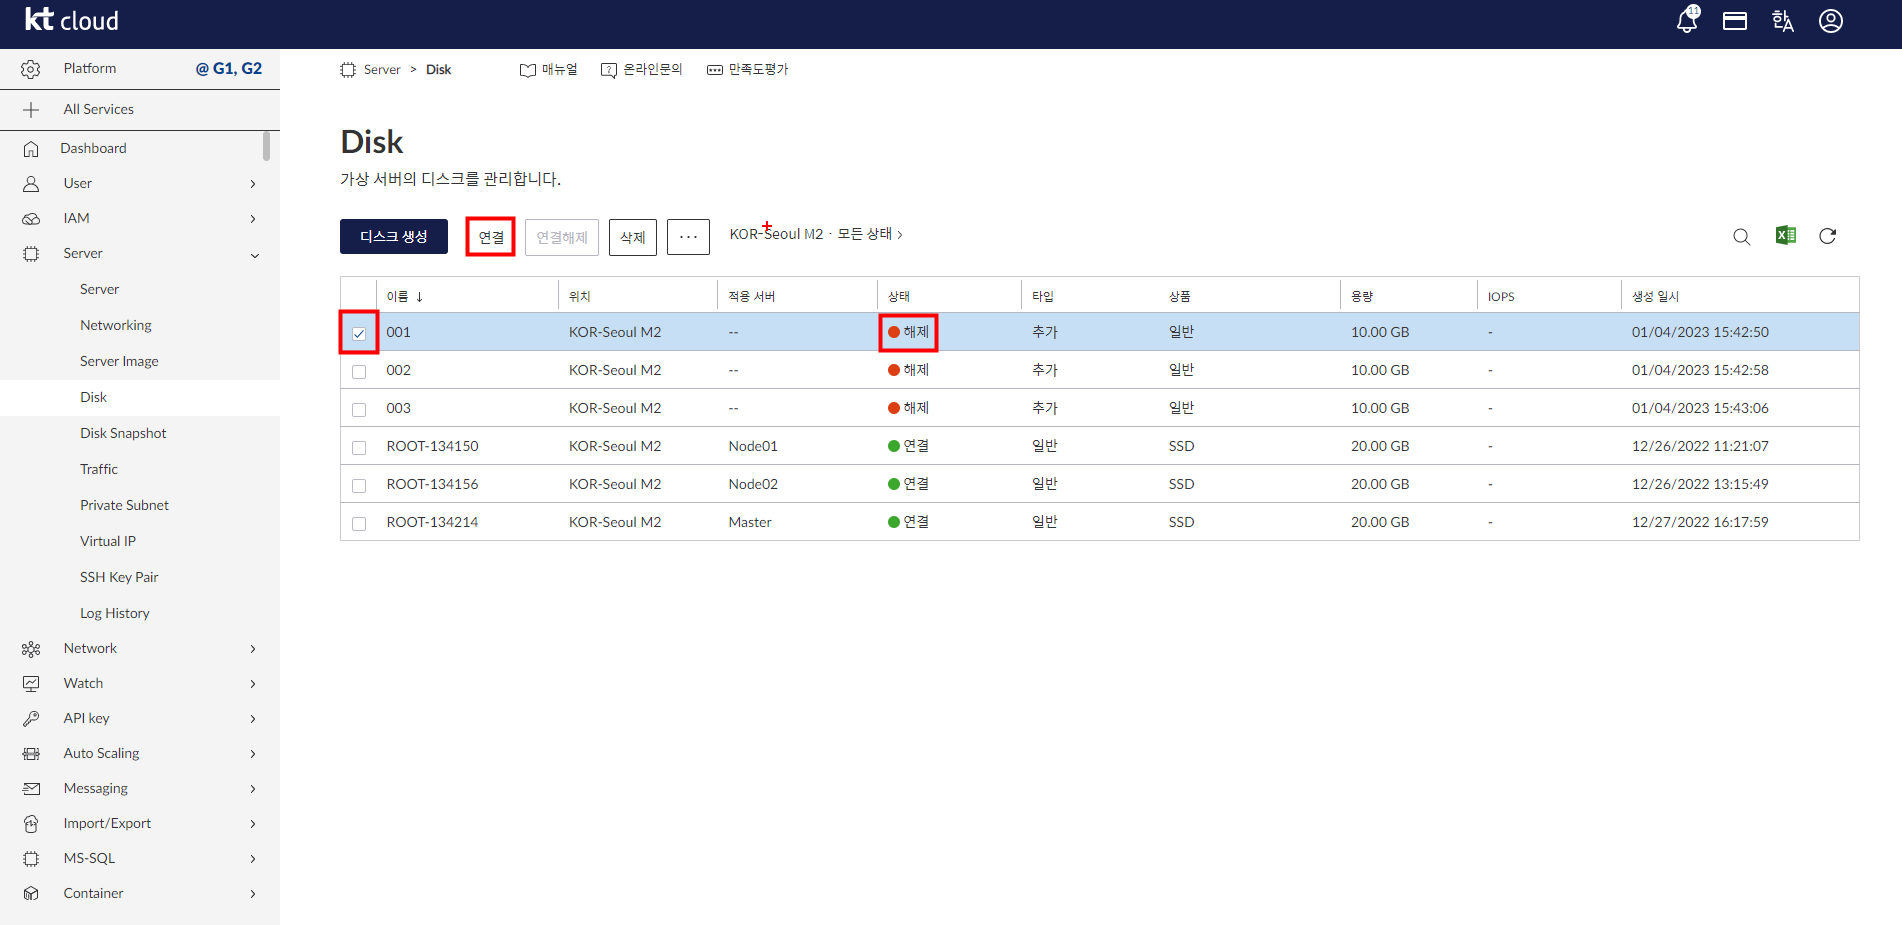 kt cloud
11
한A
Platform @ G1, G2
All Services
Dashboard
User
IAM
Server
Server
Networking
Server Image
Disk
Disk Snapshot
Traffic
Private Subnet
Virtual IP
SSH Key Pair
Log History
Network
Watch
API key
Auto Scaling
Messaging
Import/Export
MS-SQL
Container
Server > Disk 매뉴얼 온라인문의 만족도평가
Disk
가상 서버의 디스크를 관리합니다.
디스크 생성 연결 연결해제 삭제 ··· KOR-Seoul M2 · 모든 상태 >
이름 ↓ 위치 적용 서버 상태 타입 상품 용량 IOPS 생성 일시
001 KOR-Seoul M2 -- 해제 추가 일반 10.00 GB - 01/04/2023 15:42:50
002 KOR-Seoul M2 -- 해제 추가 일반 10.00 GB - 01/04/2023 15:42:58
003 KOR-Seoul M2 -- 해제 추가 일반 10.00 GB - 01/04/2023 15:43:06
ROOT-134150 KOR-Seoul M2 Node01 연결 일반 SSD 20.00 GB - 12/26/2022 11:21:07
ROOT-134156 KOR-Seoul M2 Node02 연결 일반 SSD 20.00 GB - 12/26/2022 13:15:49
ROOT-134214 KOR-Seoul M2 Master 연결 일반 SSD 20.00 GB - 12/27/2022 16:17:59